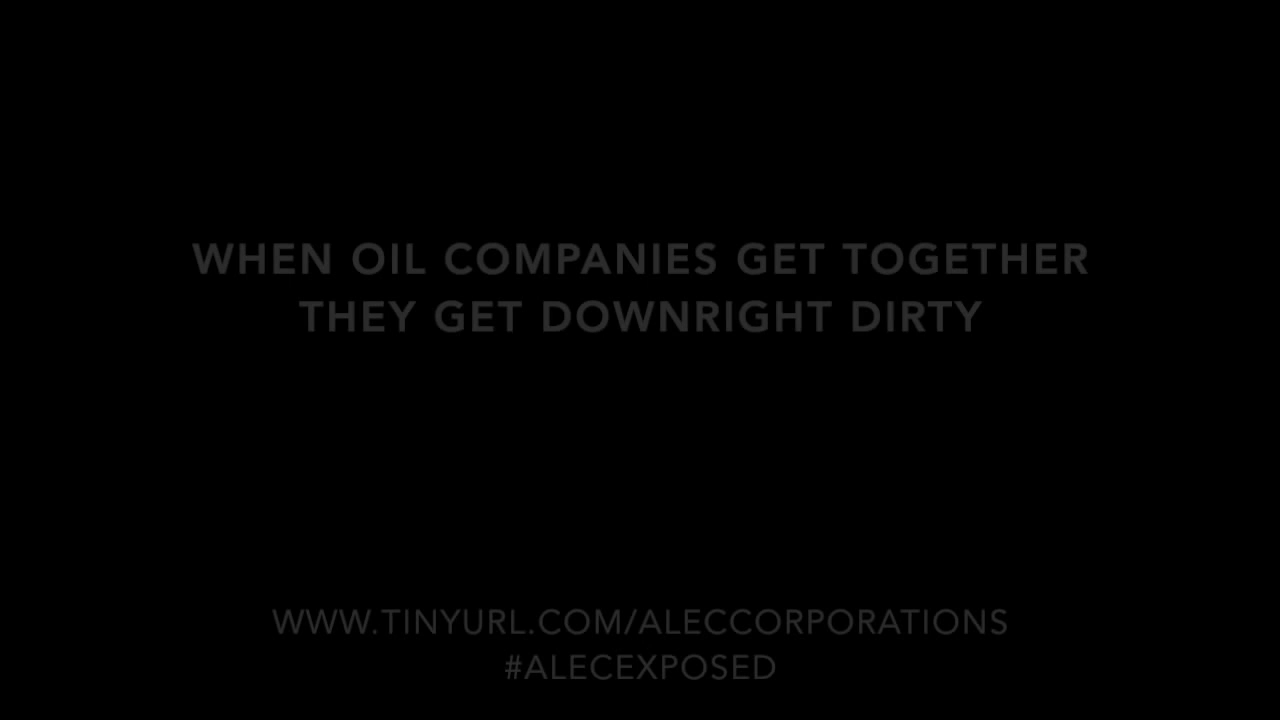 WHEN OIL COMPANIES GET TOGETHER
THEY GET DOWNRIGHT DIRTY
WWW.TINYURL.COM/ALECCORPORATIONS
#ALECEXPOSED